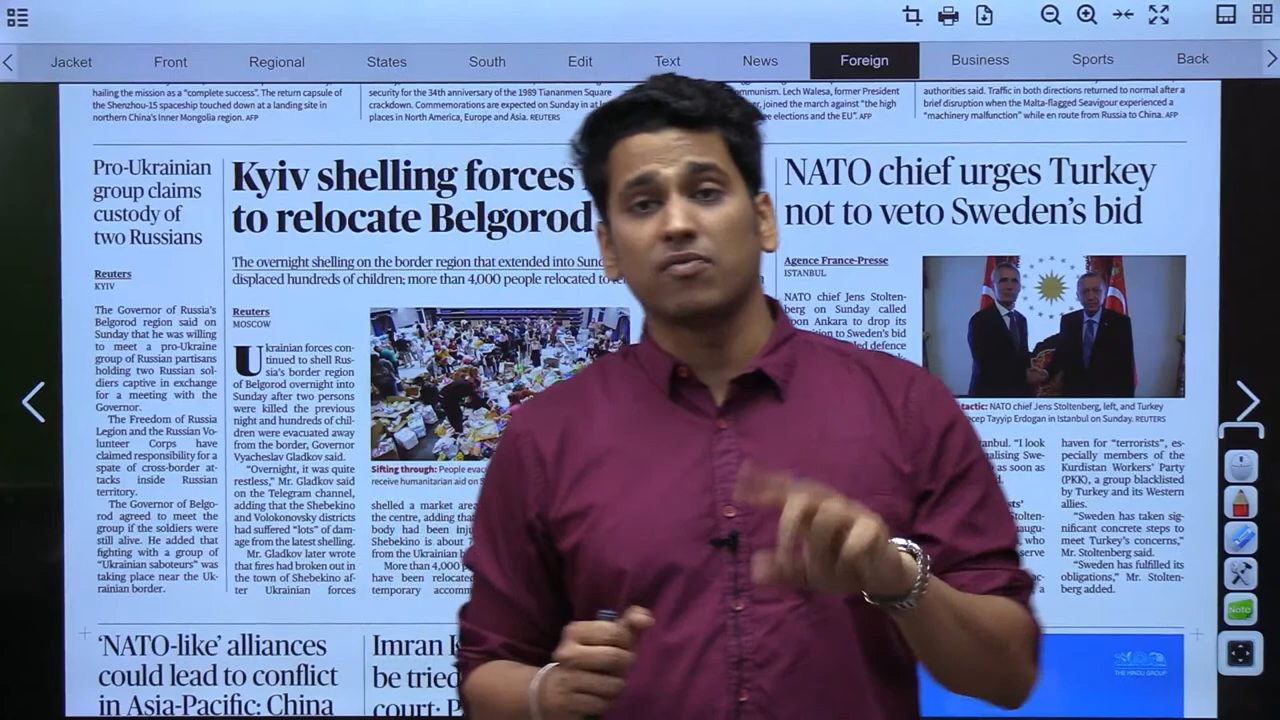 Jacket Front Regional States South Edit Text News Foreign Business Sports Back
hailing the mission as a “complete success”. The return capsule of
the Shenzhou-15 spaceship touched down at a landing site in
northern China’s Inner Mongolia region. AFP
security for the 34th anniversary of the 1989 Tiananmen Square
crackdown. Commemorations are expected on Sunday in at
places in North America, Europe and Asia. REUTERS
Lech Walesa, former President
joined the march against “the high
elections and the EU”. AFP
authorities said. Traffic in both directions returned to normal after a
brief disruption when the Malta-flagged Seavigour experienced a
“machinery malfunction” while en route from Russia to China. AFP
Pro-Ukrainian
group claims
custody of
two Russians
Reuters
KYIV
The Governor of Russia’s
Belgorod region said on
Sunday that he was willing
to meet a pro-Ukraine
group of Russian partisans
holding two Russian sol-
diers captive in exchange
for a meeting with the
Governor.
The Freedom of Russia
Legion and the Russian Vo-
lunteer Corps have
claimed responsibility for a
spate of cross-border at-
tacks inside Russian
territory.
The Governor of Belgo-
rod agreed to meet the
group if the soldiers were
still alive. He added that
fighting with a group of
“Ukrainian saboteurs” was
taking place near the Uk-
rainian border.
Kyiv shelling forces
to relocate Belgorod
The overnight shelling on the border region that extended into
displaced hundreds of children; more than 4,000 people relocated to
Reuters
MOSCOW
Ukrainian forces con-
tinued to shell Rus-
sia’s border region
of Belgorod overnight into
Sunday after two persons
were killed the previous
night and hundreds of chil-
dren were evacuated away
from the border, Governor
Vyacheslav Gladkov said.
“Overnight, it was quite
restless,” Mr. Gladkov said
on the Telegram channel,
adding that the Shebekino
and Volokonovsky districts
had suffered “lots” of dam-
age from the latest shelling.
Mr. Gladkov later wrote
that fires had broken out in
the town of Shebekino af-
ter Ukrainian forces
Sifting through: People
receive humanitarian aid on
shelled a market area
the centre, adding that
body had been
Shebekino is about
from the Ukrainian
More than 4,000
have been relocated
temporary
NATO chief urges Turkey
not to veto Sweden’s bid
Agence France-Presse
ISTANBUL
NATO chief Jens Stolten-
berg on Sunday called
upon Ankara to drop its
to Sweden’s bid
defence
tactic: NATO chief Jens Stoltenberg, left, and Turkey
Tayyip Erdogan in Istanbul on Sunday. REUTERS
“I look
Swe-
as soon as
who
serve
a
haven for “terrorists”, es-
pecially members of the
Kurdistan Workers’ Party
(PKK), a group blacklisted
by Turkey and its Western
allies.
“Sweden has taken sig-
nificant concrete steps to
meet Turkey’s concerns,”
Mr. Stoltenberg said.
“Sweden has fulfilled its
obligations,” Mr. Stolten-
berg added.
‘NATO-like’ alliances
could lead to conflict
in Asia-Pacific: China
Imran
be tried
court:
THE HINDU GROUP
Note